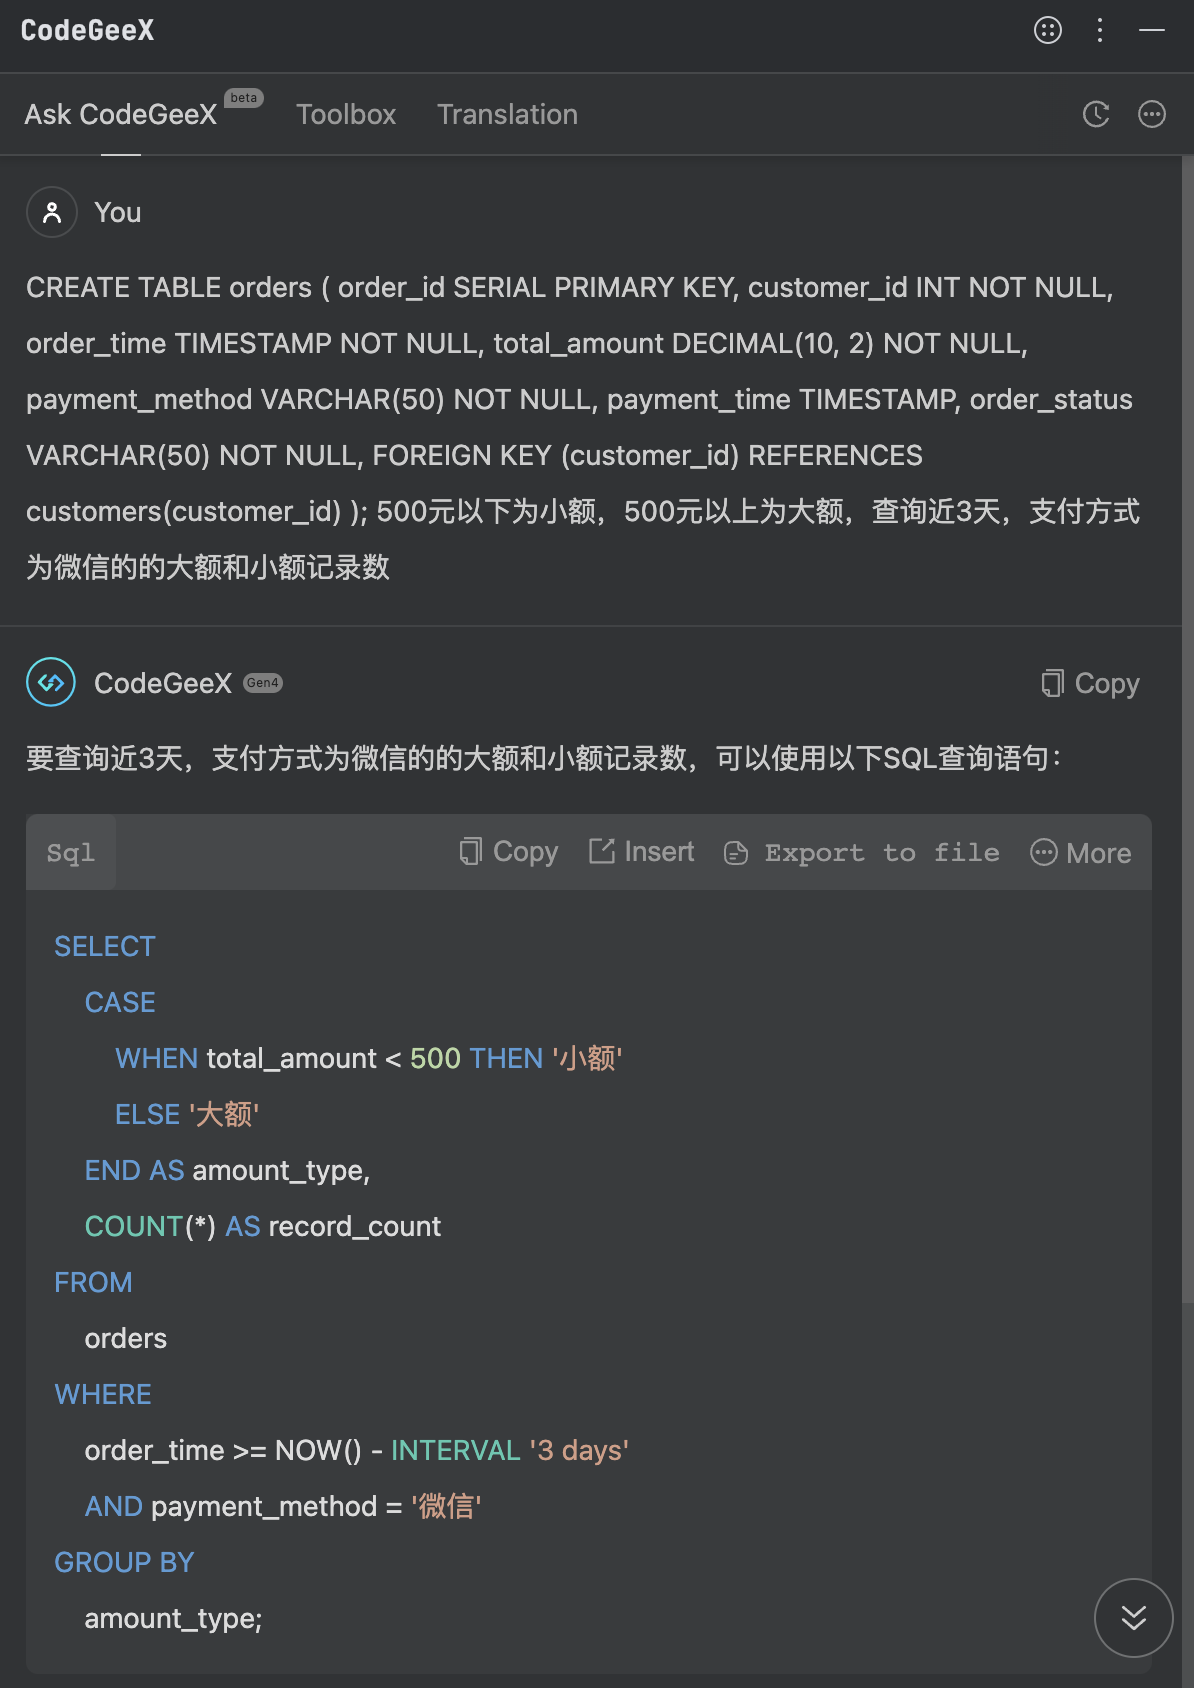 CodeGeeX
Ask CodeGeeX beta Toolbox Translation
You
CREATE TABLE orders ( order_id SERIAL PRIMARY KEY, customer_id INT NOT NULL,
order_time TIMESTAMP NOT NULL, total_amount DECIMAL(10, 2) NOT NULL,
payment_method VARCHAR(50) NOT NULL, payment_time TIMESTAMP, order_status
VARCHAR(50) NOT NULL, FOREIGN KEY (customer_id) REFERENCES
customers(customer_id) ); 500元以下为小额，500元以上为大额，查询近3天，支付方式
为微信的的大额和小额记录数
CodeGeeX Gen4 Copy
要查询近3天，支付方式为微信的的大额和小额记录数，可以使用以下SQL查询语句：
Sql Copy Insert Export to file More
SELECT
CASE
WHEN total_amount < 500 THEN '小额'
ELSE '大额'
END AS amount_type,
COUNT(*) AS record_count
FROM
orders
WHERE
order_time >= NOW() - INTERVAL '3 days'
AND payment_method = '微信'
GROUP BY
amount_type;